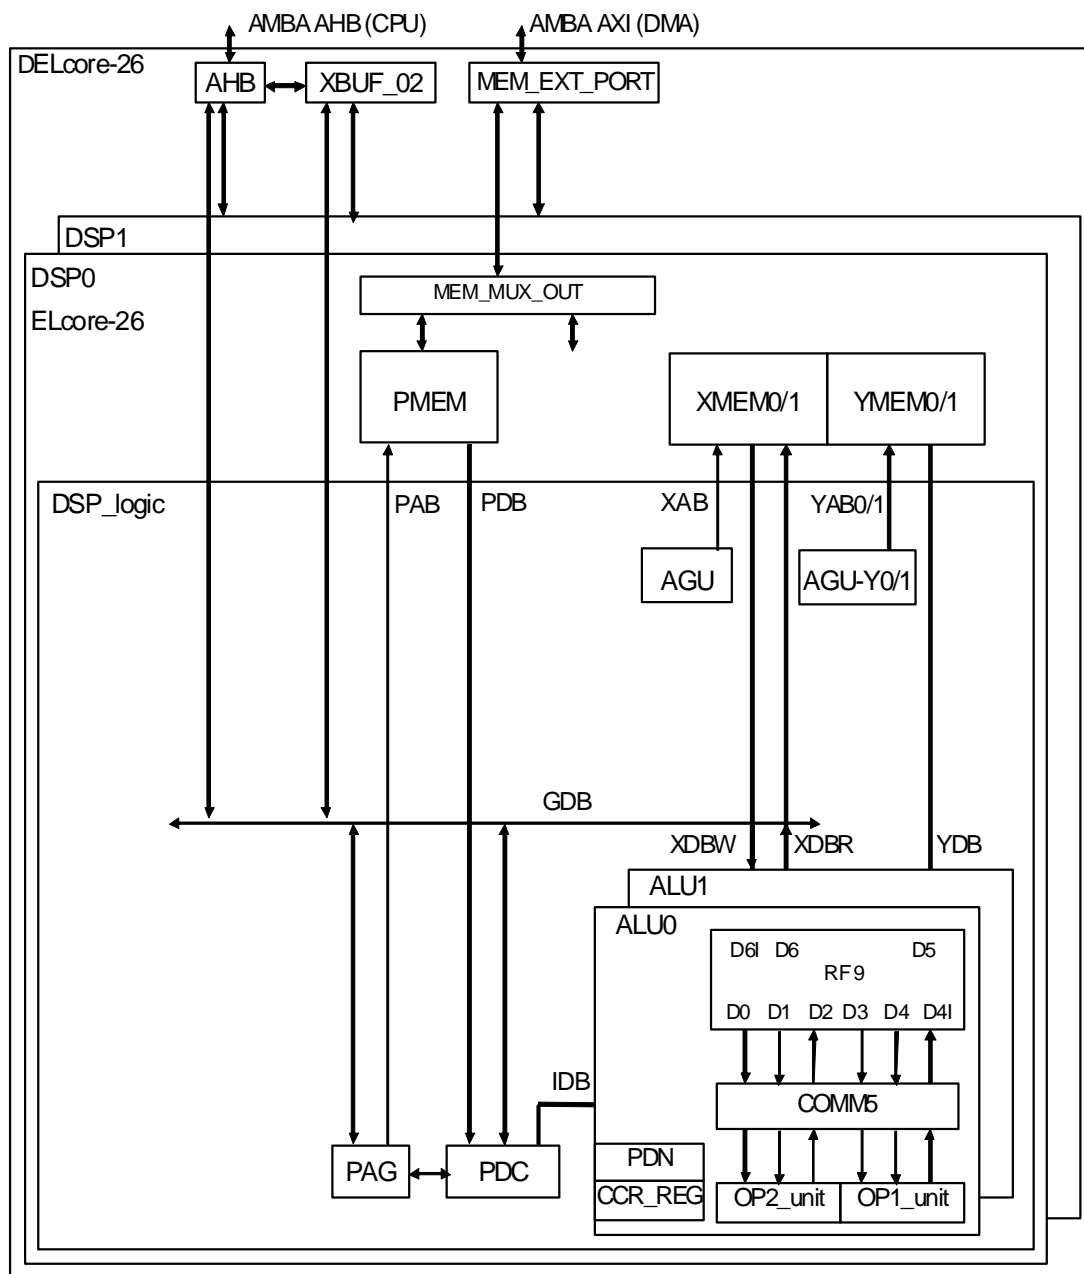 AMBA AHB (CPU) AMBA AXI (DMA)
DELcore-26
AHB XBUF_02 MEM_EXT_PORT
DSP1
DSP0
MEM_MUX_OUT
ELcore-26
PMEM XMEM0/1 YMEM0/1
DSP_logic PAB PDB XAB YAB0/1
AGU AGU-Y0/1
GDB
XDBW XDBR YDB
ALU1
ALU0
D6I D6 D5
RF9
D0 D1 D2 D3 D4 D4I
IDB
COMM5
PDN
PAG PDC
CCR_REG OP2_unit OP1_unit